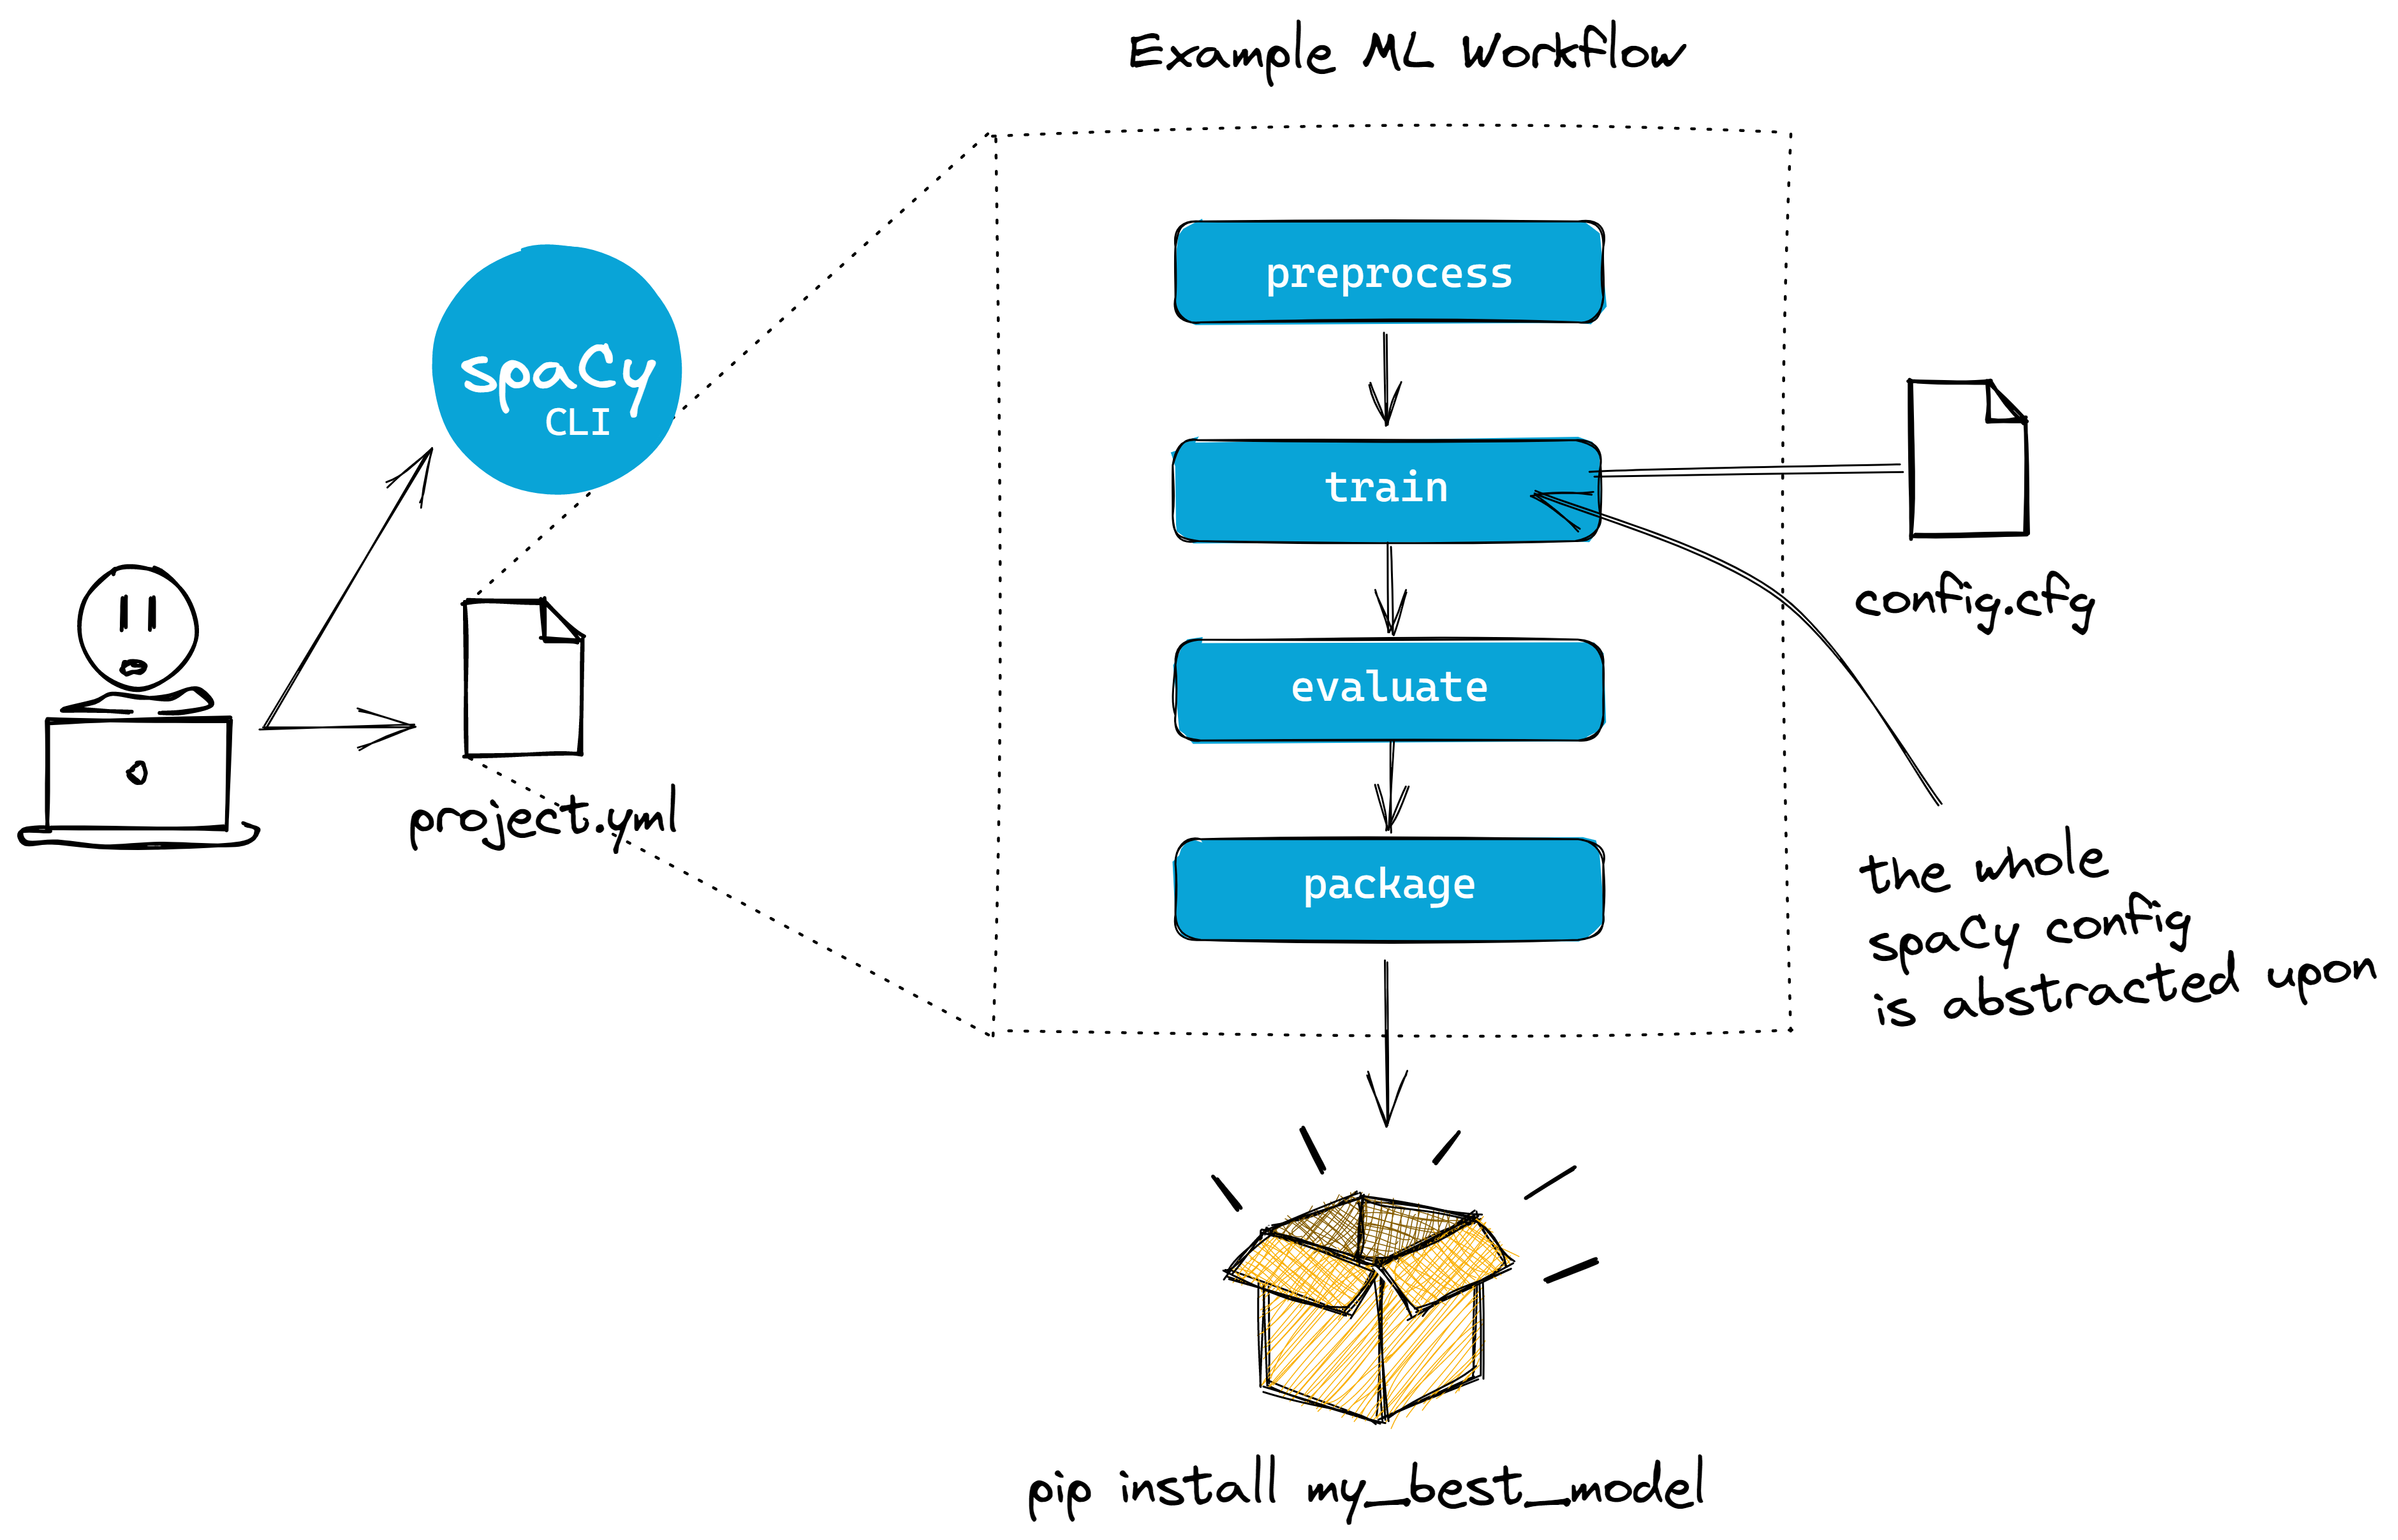 Example ML Workflow
preprocess
spaCy
CLI
train
evaluate
config.cfg
project.yml
package
the whole
spaCy config
is abstracted upon
pip install my_best_model